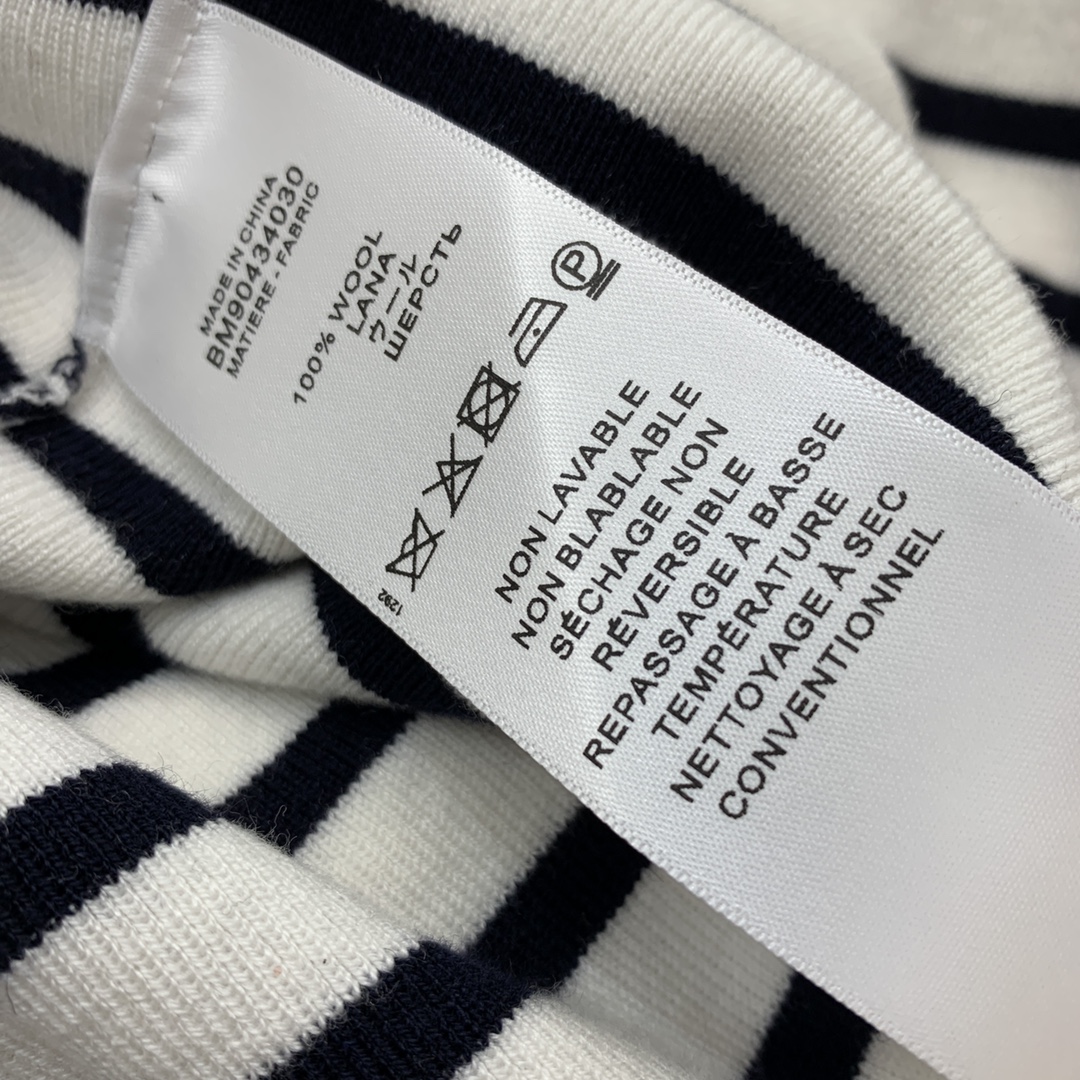 MADE IN CHINA
BM90434030
MATIERE - FABRIC
100% WOOL
LANA
ウール
ШЕРСТЬ
P
1292
NON LAVABLE
NON BLABLABLE
SÉCHAGE NON
RÉVERSIBLE
REPASSAGE À BASSE
TEMPÉRATURE
NETTOYAGE À SEC
CONVENTIONNEL